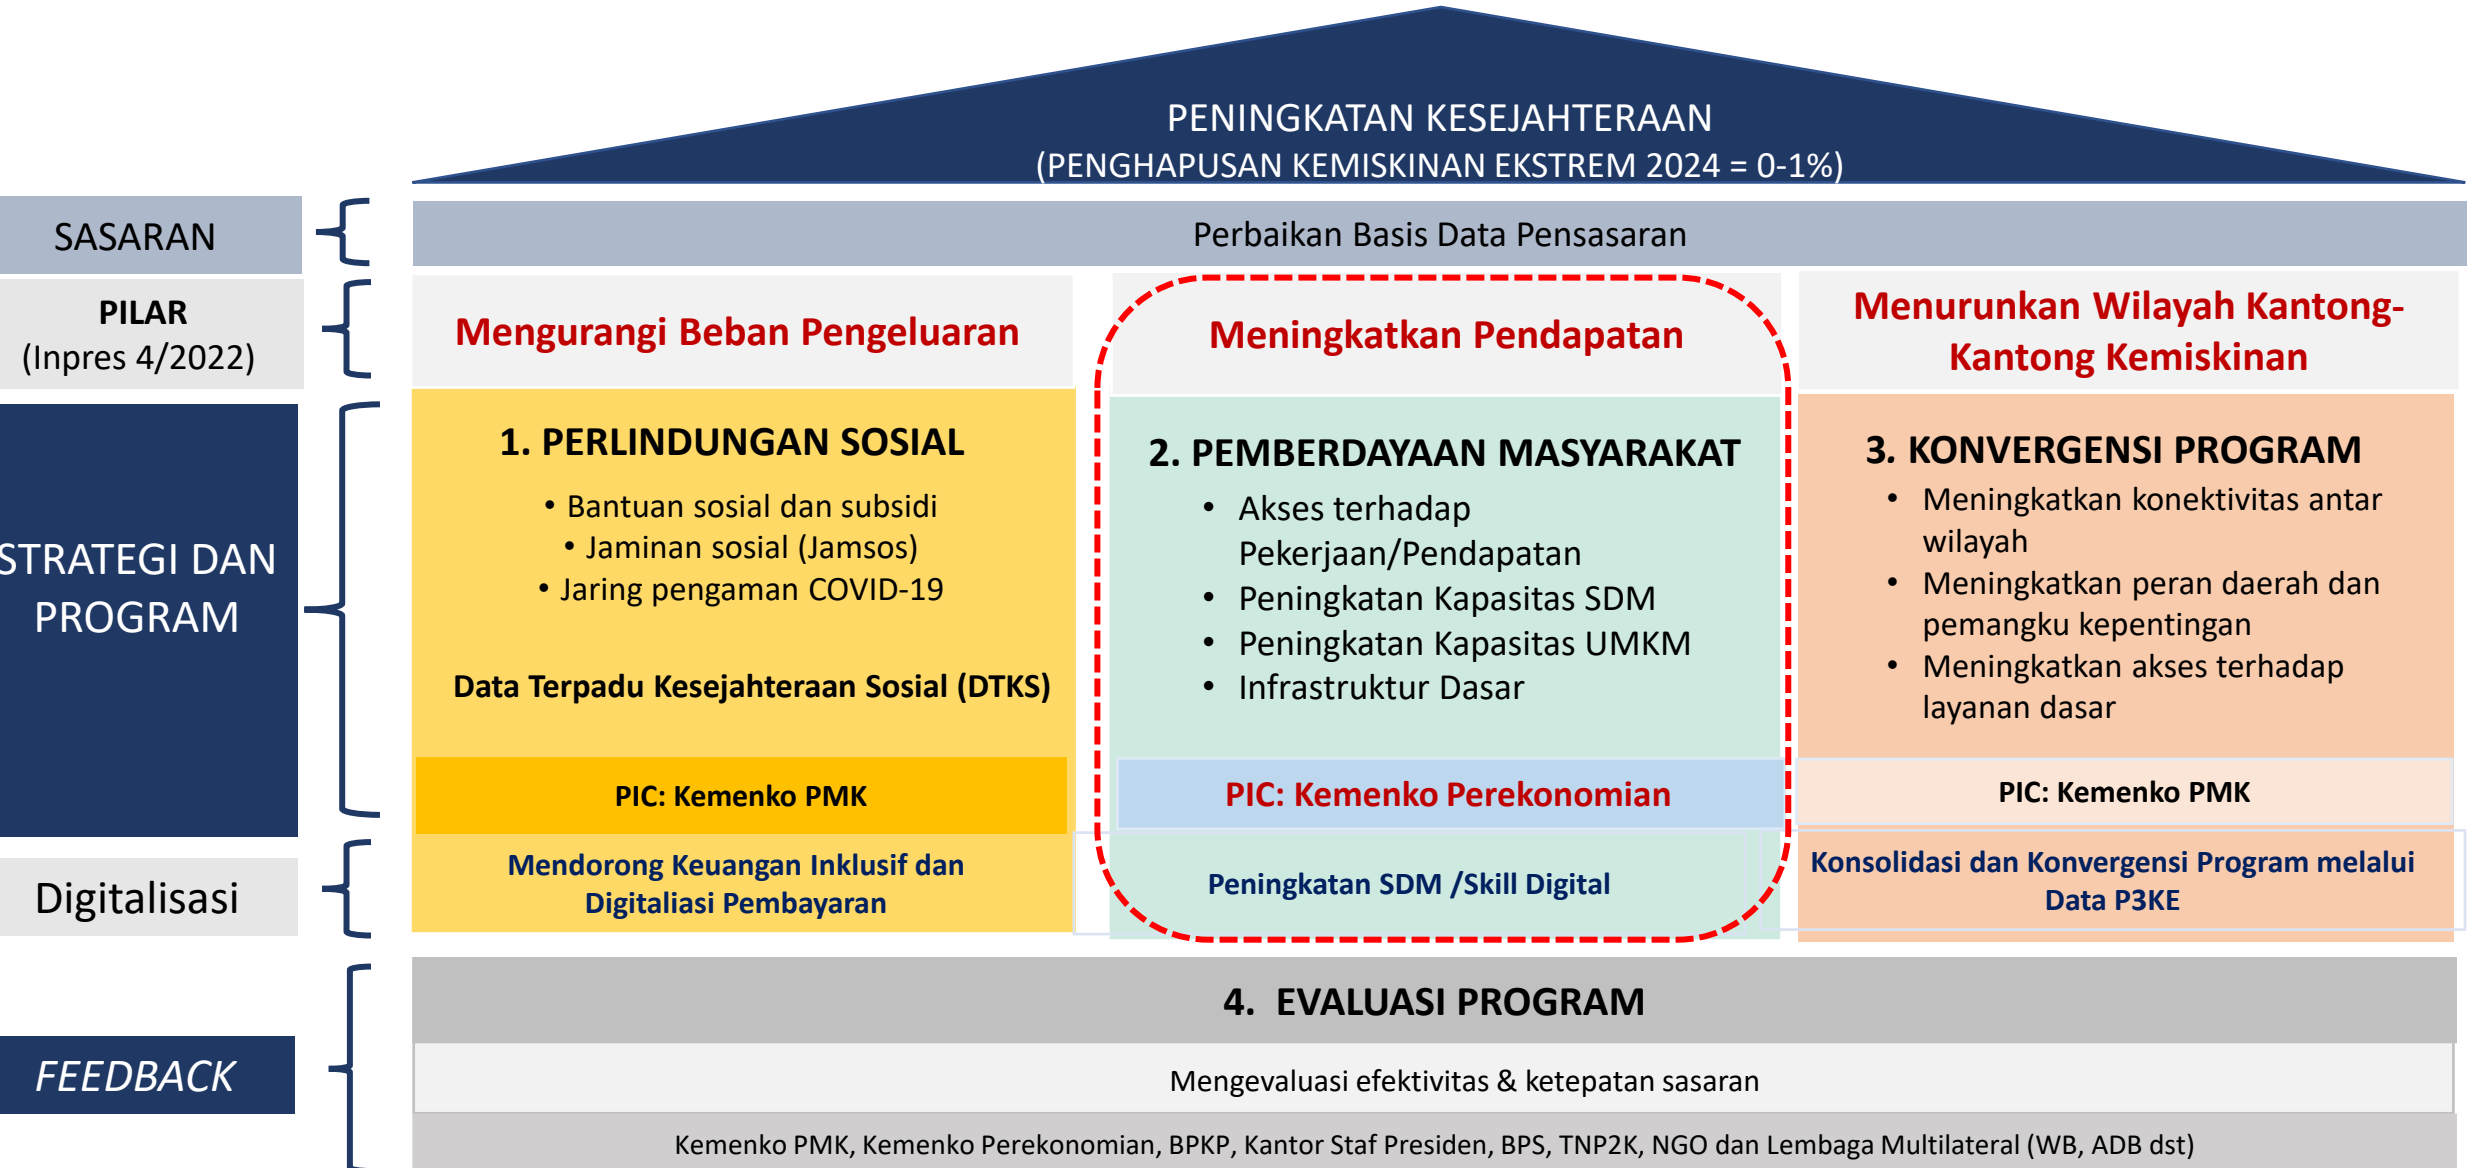 PENINGKATAN KESEJAHTERAAN
(PENGHAPUSAN KEMISKINAN EKSTREM 2024 = 0-1%)
SASARAN
Perbaikan Basis Data Pensasaran
PILAR
(Inpres 4/2022)
Mengurangi Beban Pengeluaran
Meningkatkan Pendapatan
Menurunkan Wilayah Kantong-
Kantong Kemiskinan
STRATEGI DAN
PROGRAM
1. PERLINDUNGAN SOSIAL
• Bantuan sosial dan subsidi
• Jaminan sosial (Jamsos)
• Jaring pengaman COVID-19
Data Terpadu Kesejahteraan Sosial (DTKS)
PIC: Kemenko PMK
2. PEMBERDAYAAN MASYARAKAT
• Akses terhadap
Pekerjaan/Pendapatan
• Peningkatan Kapasitas SDM
• Peningkatan Kapasitas UMKM
• Infrastruktur Dasar
PIC: Kemenko Perekonomian
3. KONVERGENSI PROGRAM
• Meningkatkan konektivitas antar
wilayah
• Meningkatkan peran daerah dan
pemangku kepentingan
• Meningkatkan akses terhadap
layanan dasar
PIC: Kemenko PMK
Digitalisasi
Mendorong Keuangan Inklusif dan
Digitaliasi Pembayaran
Peningkatan SDM /Skill Digital
Konsolidasi dan Konvergensi Program melalui
Data P3KE
FEEDBACK
4. EVALUASI PROGRAM
Mengevaluasi efektivitas & ketepatan sasaran
Kemenko PMK, Kemenko Perekonomian, BPKP, Kantor Staf Presiden, BPS, TNP2K, NGO dan Lembaga Multilateral (WB, ADB dst)